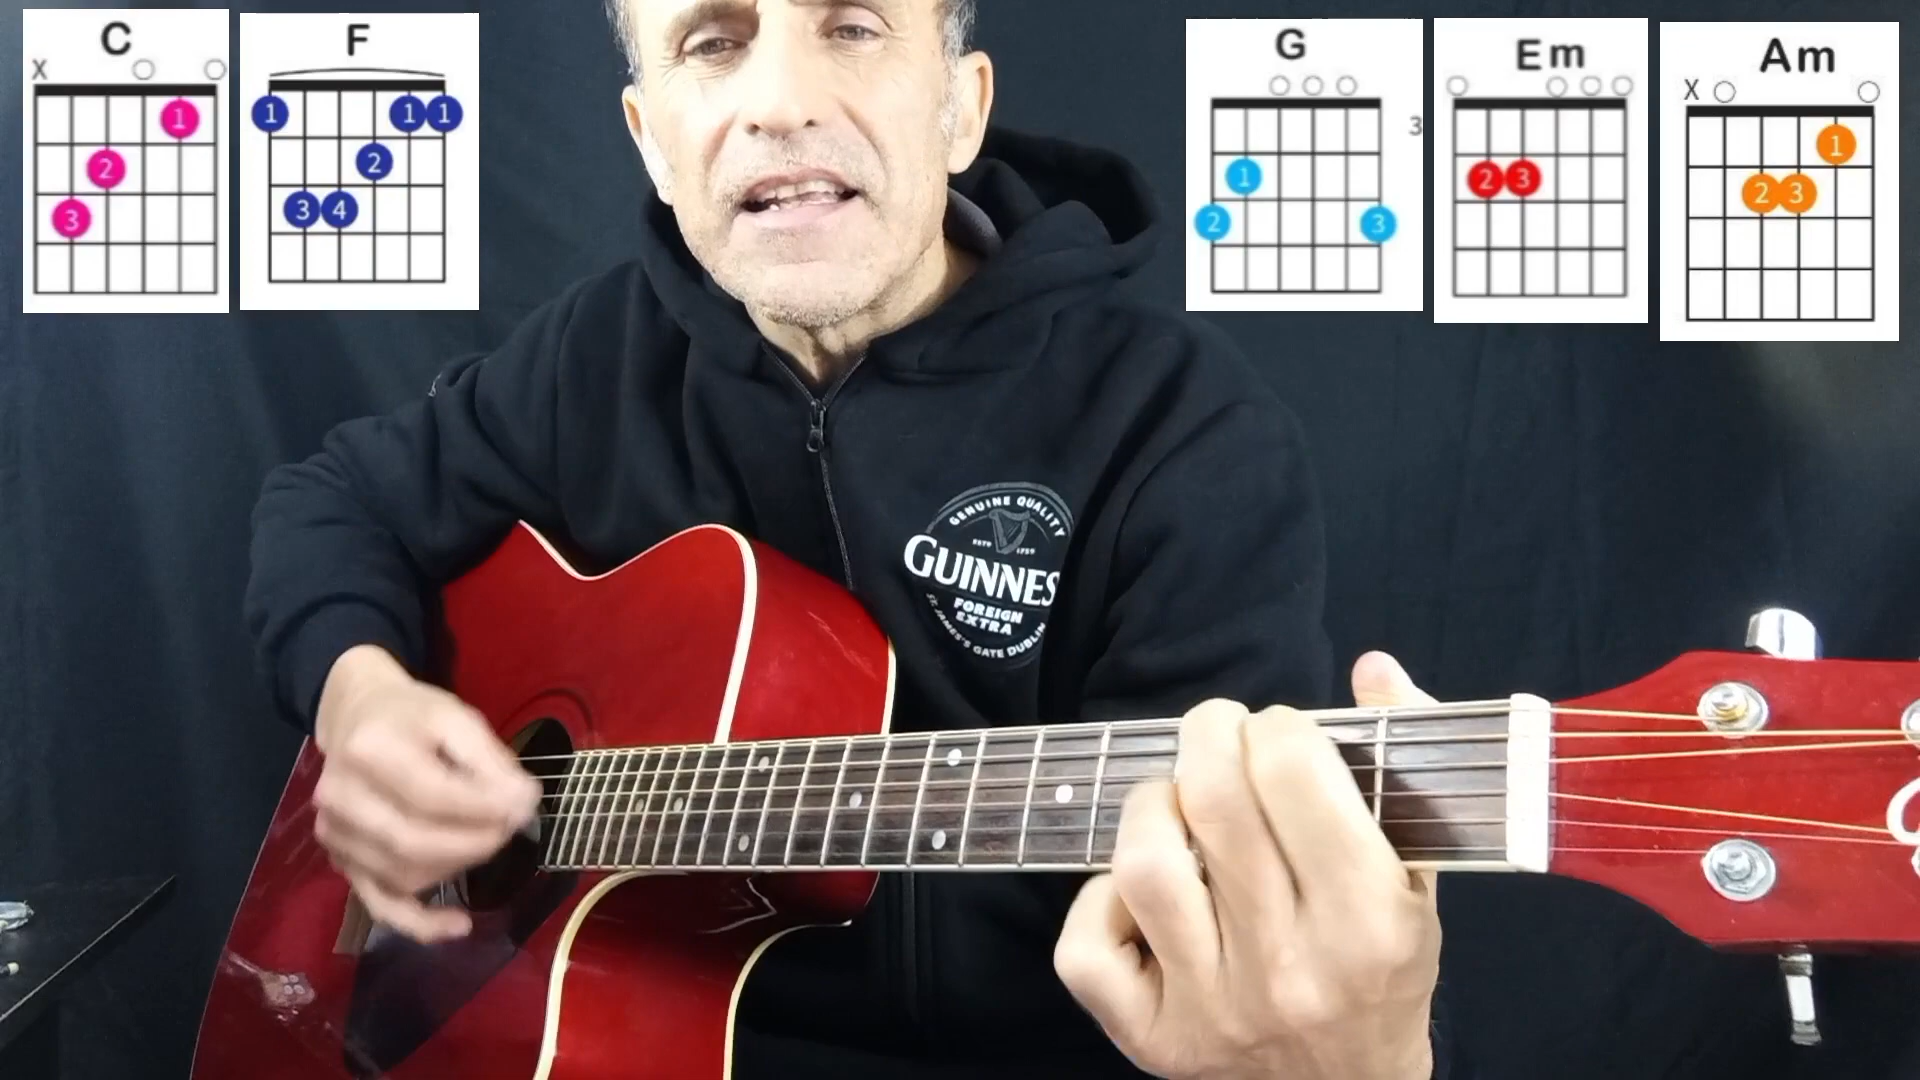 C
X
1
2
3
F
1 1 1
2
3 4
G
3
1
2 3
Em
2 3
Am
X
1
2 3
GENUINE QUALITY
ESTD 1759
GUINNES
FOREIGN
EXTRA
ST. JAMES'S GATE DUBLIN